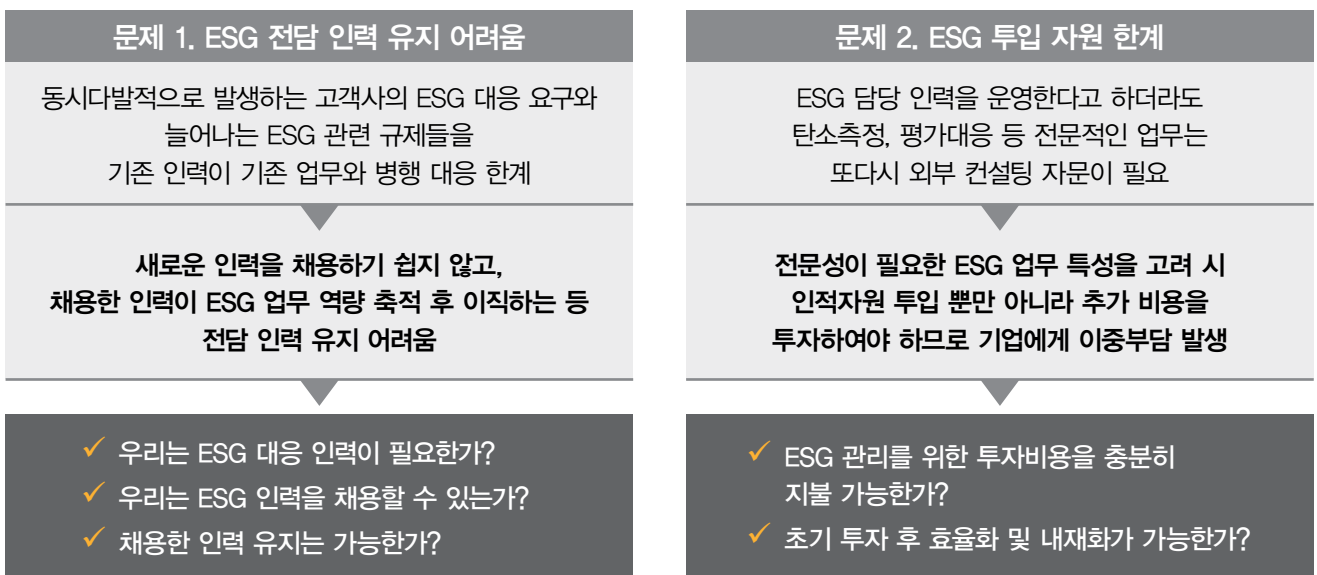 문제 1. ESG 전담 인력 유지 어려움
동시다발적으로 발생하는 고객사의 ESG 대응 요구와
늘어나는 ESG 관련 규제들을
기존 인력이 기존 업무와 병행 대응 한계
새로운 인력을 채용하기 쉽지 않고,
채용한 인력이 ESG 업무 역량 축적 후 이직하는 등
전담 인력 유지 어려움
✓ 우리는 ESG 대응 인력이 필요한가?
✓ 우리는 ESG 인력을 채용할 수 있는가?
✓ 채용한 인력 유지는 가능한가?
문제 2. ESG 투입 자원 한계
ESG 담당 인력을 운영한다고 하더라도
탄소측정, 평가대응 등 전문적인 업무는
또다시 외부 컨설팅 자문이 필요
전문성이 필요한 ESG 업무 특성을 고려 시
인적자원 투입 뿐만 아니라 추가 비용을
투자하여야 하므로 기업에게 이중부담 발생
✓ ESG 관리를 위한 투자비용을 충분히
지불 가능한가?
✓ 초기 투자 후 효율화 및 내재화가 가능한가?